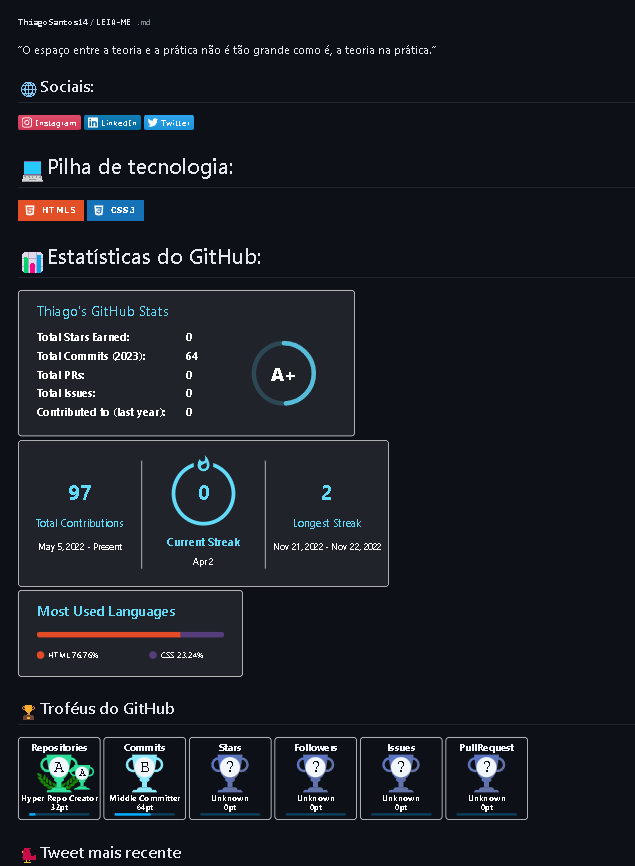 ThiagoSantos14 / LEIA-ME .md
“O espaço entre a teoria e a prática não é tão grande como é, a teoria na prática.”
Sociais:
Instagram LinkedIn Twitter
Pilha de tecnologia:
HTML5 CSS3
Estatísticas do GitHub:
Thiago's GitHub Stats
Total Stars Earned: 0
Total Commits (2023): 64
Total PRs: 0
Total Issues: 0
Contributed to (last year): 0
A+
97
Total Contributions
May 5, 2022 - Present
0
Current Streak
Apr 2
2
Longest Streak
Nov 21, 2022 - Nov 22, 2022
Most Used Languages
HTML 76.76% CSS 23.24%
Troféus do GitHub
Repositories Commits Stars Followers Issues PullRequest
A A B ? ? ? ?
Hyper Repo Creator Middle Committer Unknown Unknown Unknown Unknown
32pt 64pt 0pt 0pt 0pt 0pt
Tweet mais recente